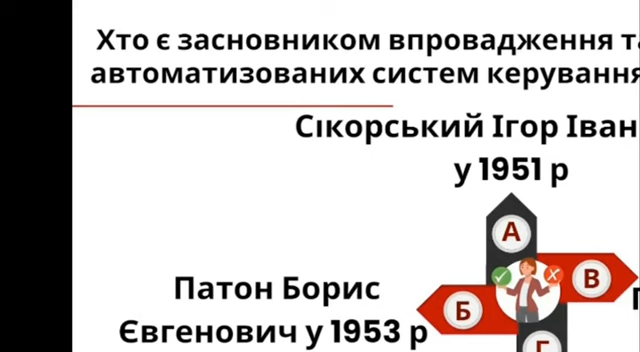 Хто є засновником впровадження та
автоматизованих систем керування
Сікорський Ігор Іван
у 1951 р
А
В
Патон Борис
Б
Євгенович у 1953 р
Г